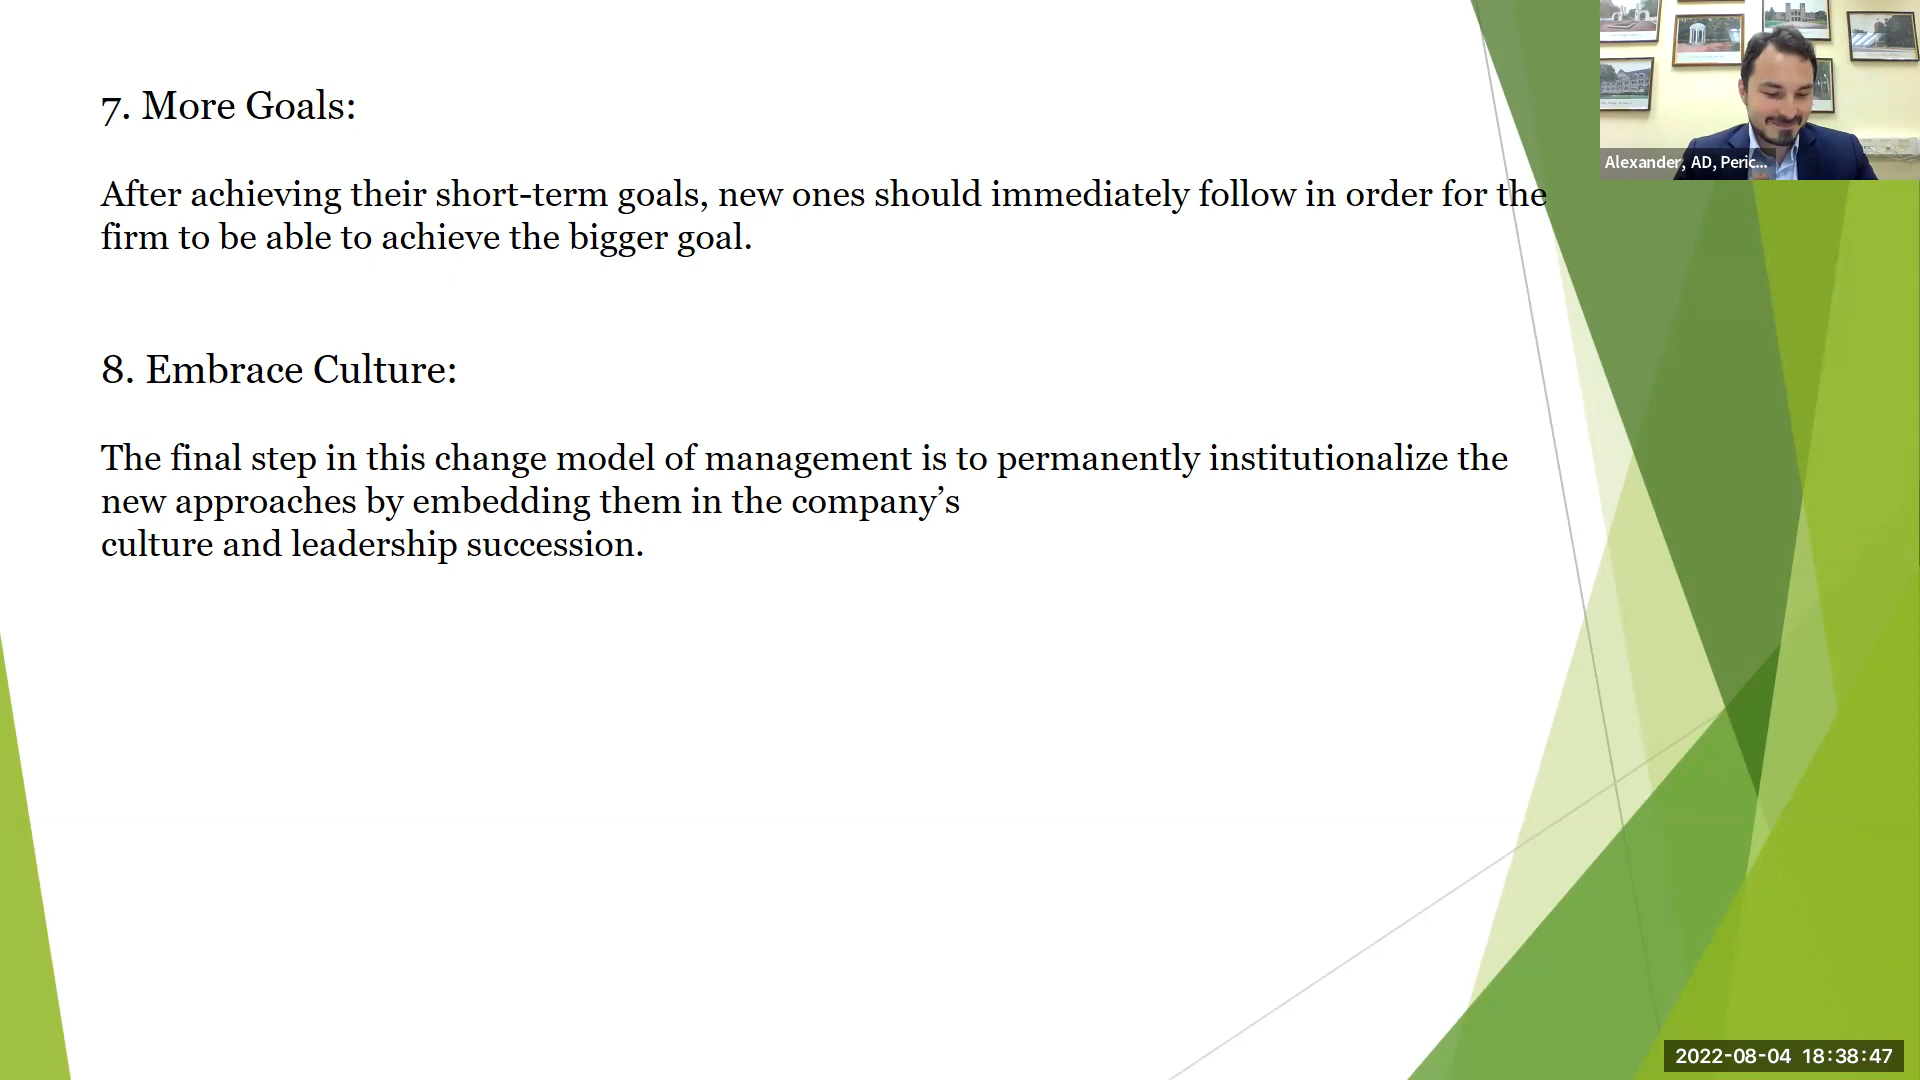 7. More Goals:
After achieving their short-term goals, new ones should immediately follow in order for the
firm to be able to achieve the bigger goal.
8. Embrace Culture:
The final step in this change model of management is to permanently institutionalize the
new approaches by embedding them in the company’s
culture and leadership succession.
Alexander, AD, Peric...
2022-08-04 18:38:47